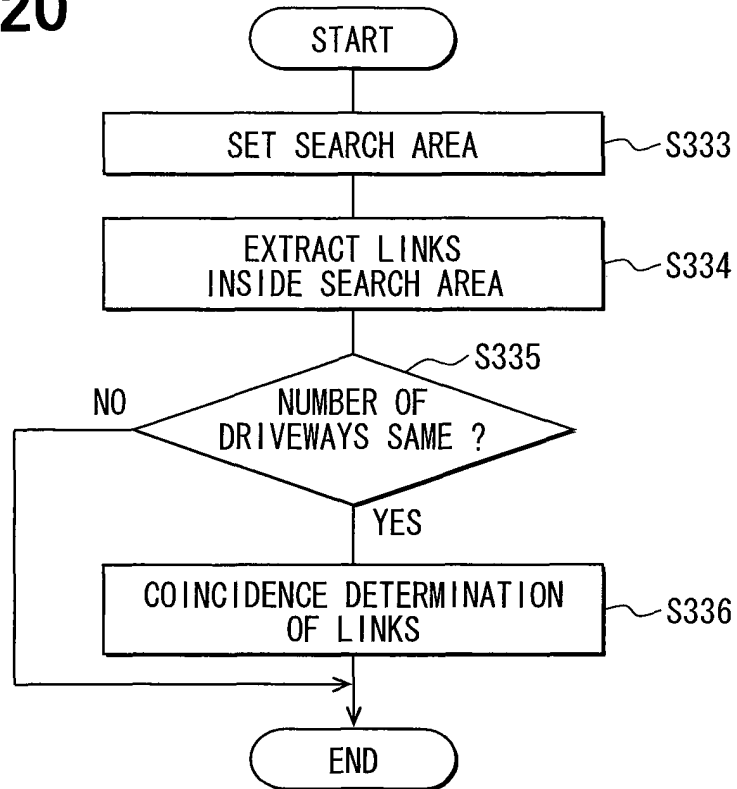 20
START
SET SEARCH AREA
S333
EXTRACT LINKS
INSIDE SEARCH AREA
S334
S335
NO
NUMBER OF
DRIVEWAYS SAME ?
YES
COINCIDENCE DETERMINATION
OF LINKS
S336
END